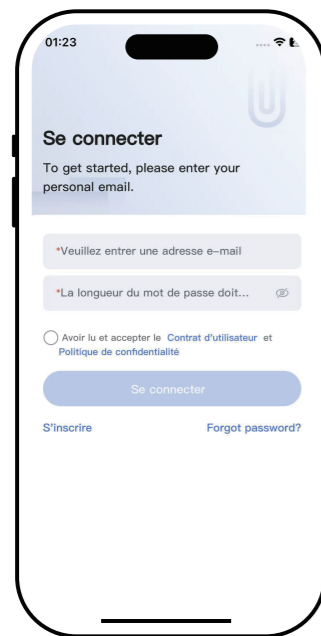 01:23
Se connecter
To get started, please enter your
personal email.
*Veuillez entrer une adresse e-mail
*La longueur du mot de passe doit...
Avoir lu et accepter le Contrat d'utilisateur et
Politique de confidentialité
Se connecter
S'inscrire Forgot password?